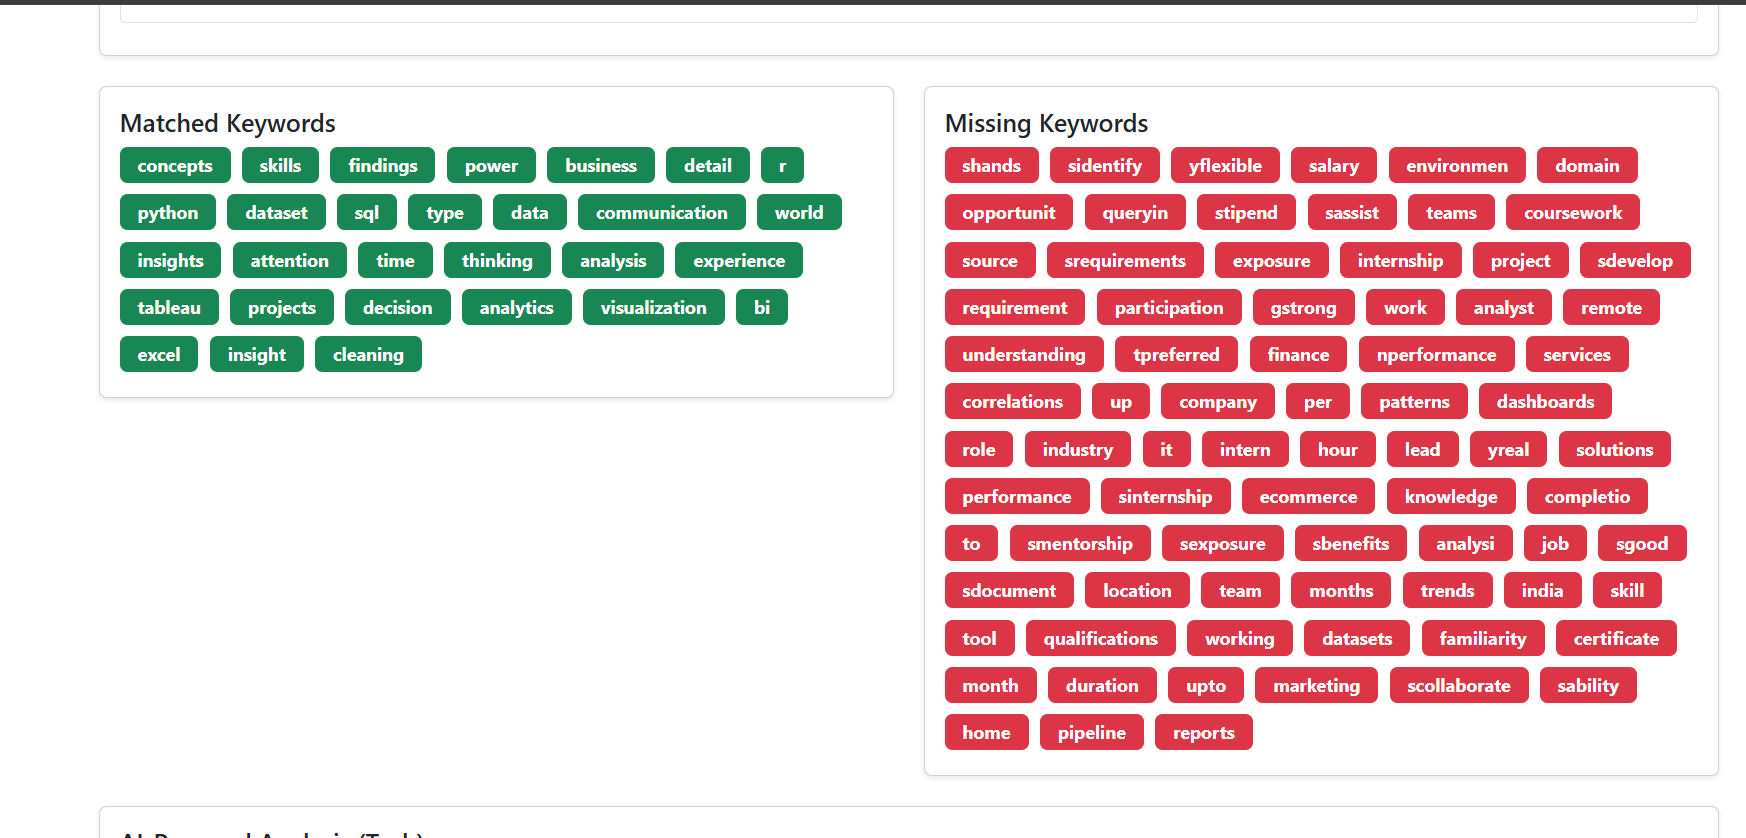 Matched Keywords
concepts skills findings power business detail r
python dataset sql type data communication world
insights attention time thinking analysis experience
tableau projects decision analytics visualization bi
excel insight cleaning
Missing Keywords
shands sidentify yflexible salary environmen domain
opportunit queryin stipend sassist teams coursework
source srequirements exposure internship project sdevelop
requirement participation gstrong work analyst remote
understanding tpreferred finance nperformance services
correlations up company per patterns dashboards
role industry it intern hour lead yreal solutions
performance sinternship ecommerce knowledge completio
to smentorship sexposure sbenefits analysi job sgood
sdocument location team months trends india skill
tool qualifications working datasets familiarity certificate
month duration upto marketing scollaborate sability
home pipeline reports